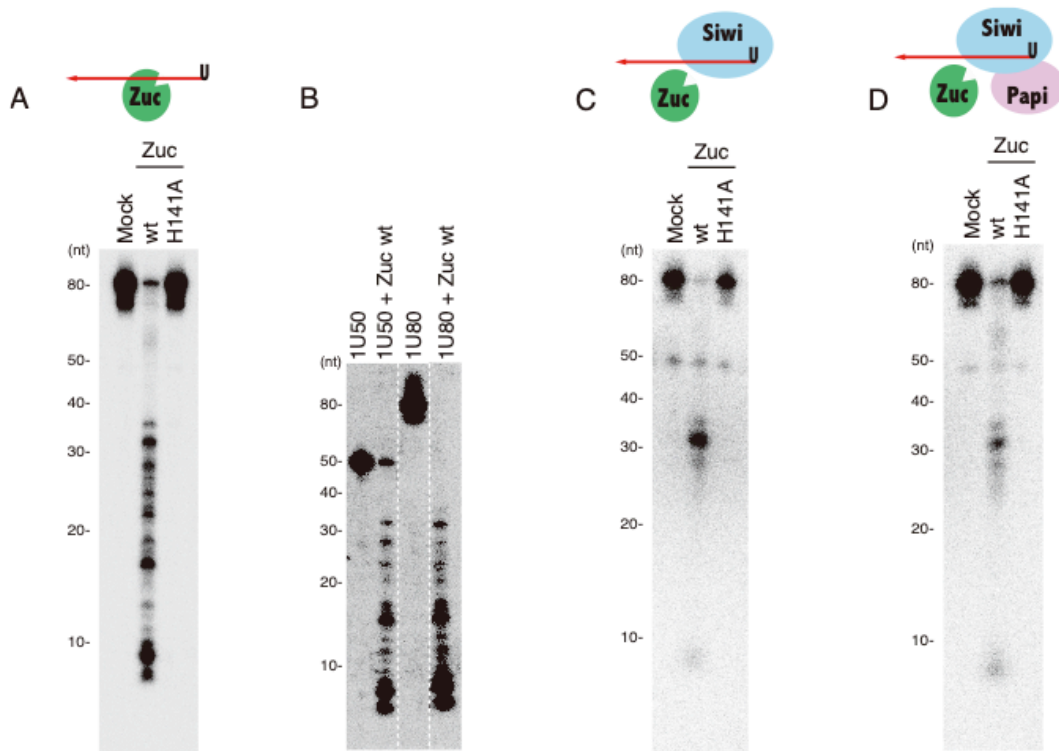 A
U
Zuc
Zuc
Mock
wt
H141A
(nt)
80-
50-
40-
30-
20-
10-
B
1U50
1U50 + Zuc wt
1U80
1U80 + Zuc wt
(nt)
80-
50-
40-
30-
20-
10-
C
Siwi
U
Zuc
Zuc
Mock
wt
H141A
(nt)
80-
50-
40-
30-
20-
10-
D
Siwi
U
Zuc
Papi
Zuc
Mock
wt
H141A
(nt)
80-
50-
40-
30-
20-
10-